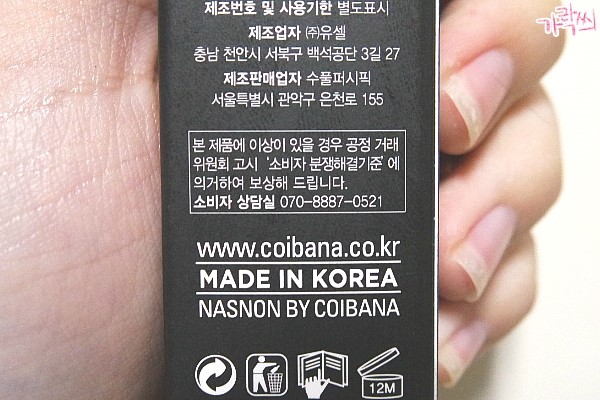 가락씨
제조번호 및 사용기한 별도표시
제조업자 ㈜유셀
충남 천안시 서북구 백석공단 3길 27
제조판매업자 수풀퍼시픽
서울특별시 관악구 은천로 155
본 제품에 이상이 있을 경우 공정 거래
위원회 고시 '소비자 분쟁해결기준'에
의거하여 보상해 드립니다.
소비자 상담실 070-8887-0521
www.coibana.co.kr
MADE IN KOREA
NASNON BY COIBANA
12M